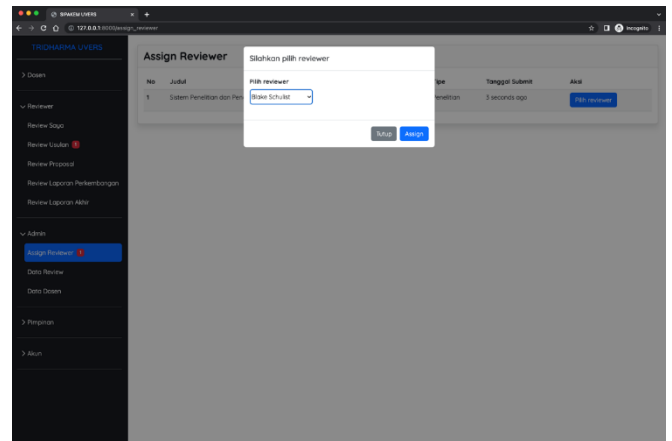 SIPAKEM UVERS
127.0.0.1:8000/assign_reviewer
Incognito
TRIDHARMA UVERS
Dosen
Reviewer
Review Saya
Review Usulan 1
Review Proposal
Review Laporan Perkembangan
Review Laporan Akhir
Admin
Assign Reviewer 1
Data Review
Data Dosen
Pimpinan
Akun
Assign Reviewer
No Judul Tipe Tanggal Submit Aksi
1 Sistem Penelitian dan Pen Penelitian 5 seconds ago Pilih reviewer
Silahkan pilih reviewer
Pilih reviewer
Blake Schulist
Tutup Assign